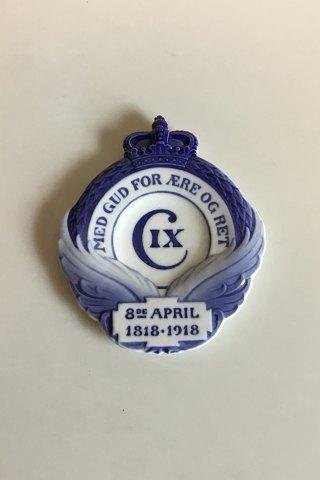 MED GUD FOR ÆRE OG RET
C IX
8DE APRIL
1818·1918